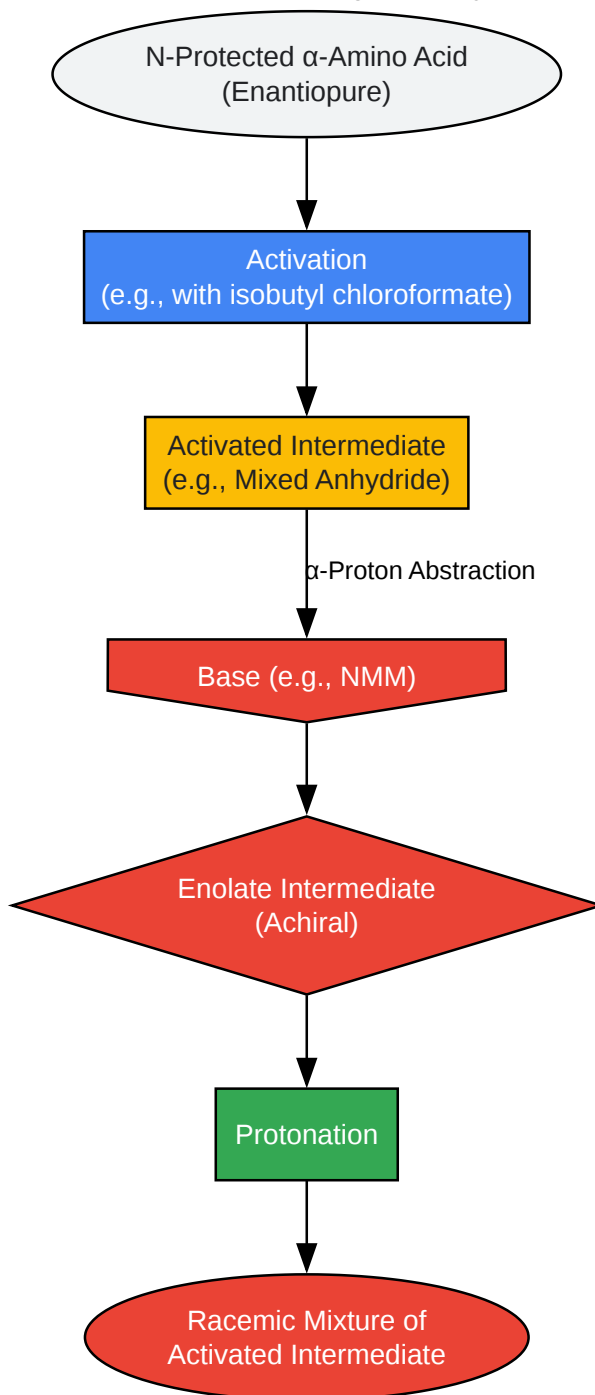 N-Protected α-Amino Acid
(Enantiopure)
Activation
(e.g., with isobutyl chloroformate)
Activated Intermediate
(e.g., Mixed Anhydride)
α-Proton Abstraction
Base (e.g., NMM)
Enolate Intermediate
(Achiral)
Protonation
Racemic Mixture of
Activated Intermediate